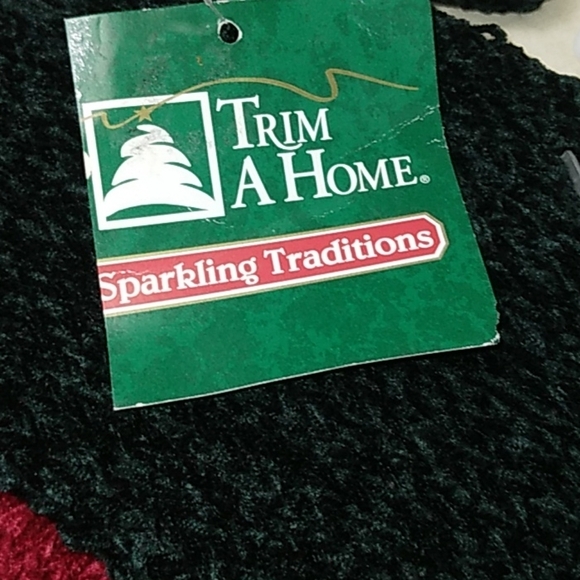 TRIM
A HOME®
Sparkling Traditions